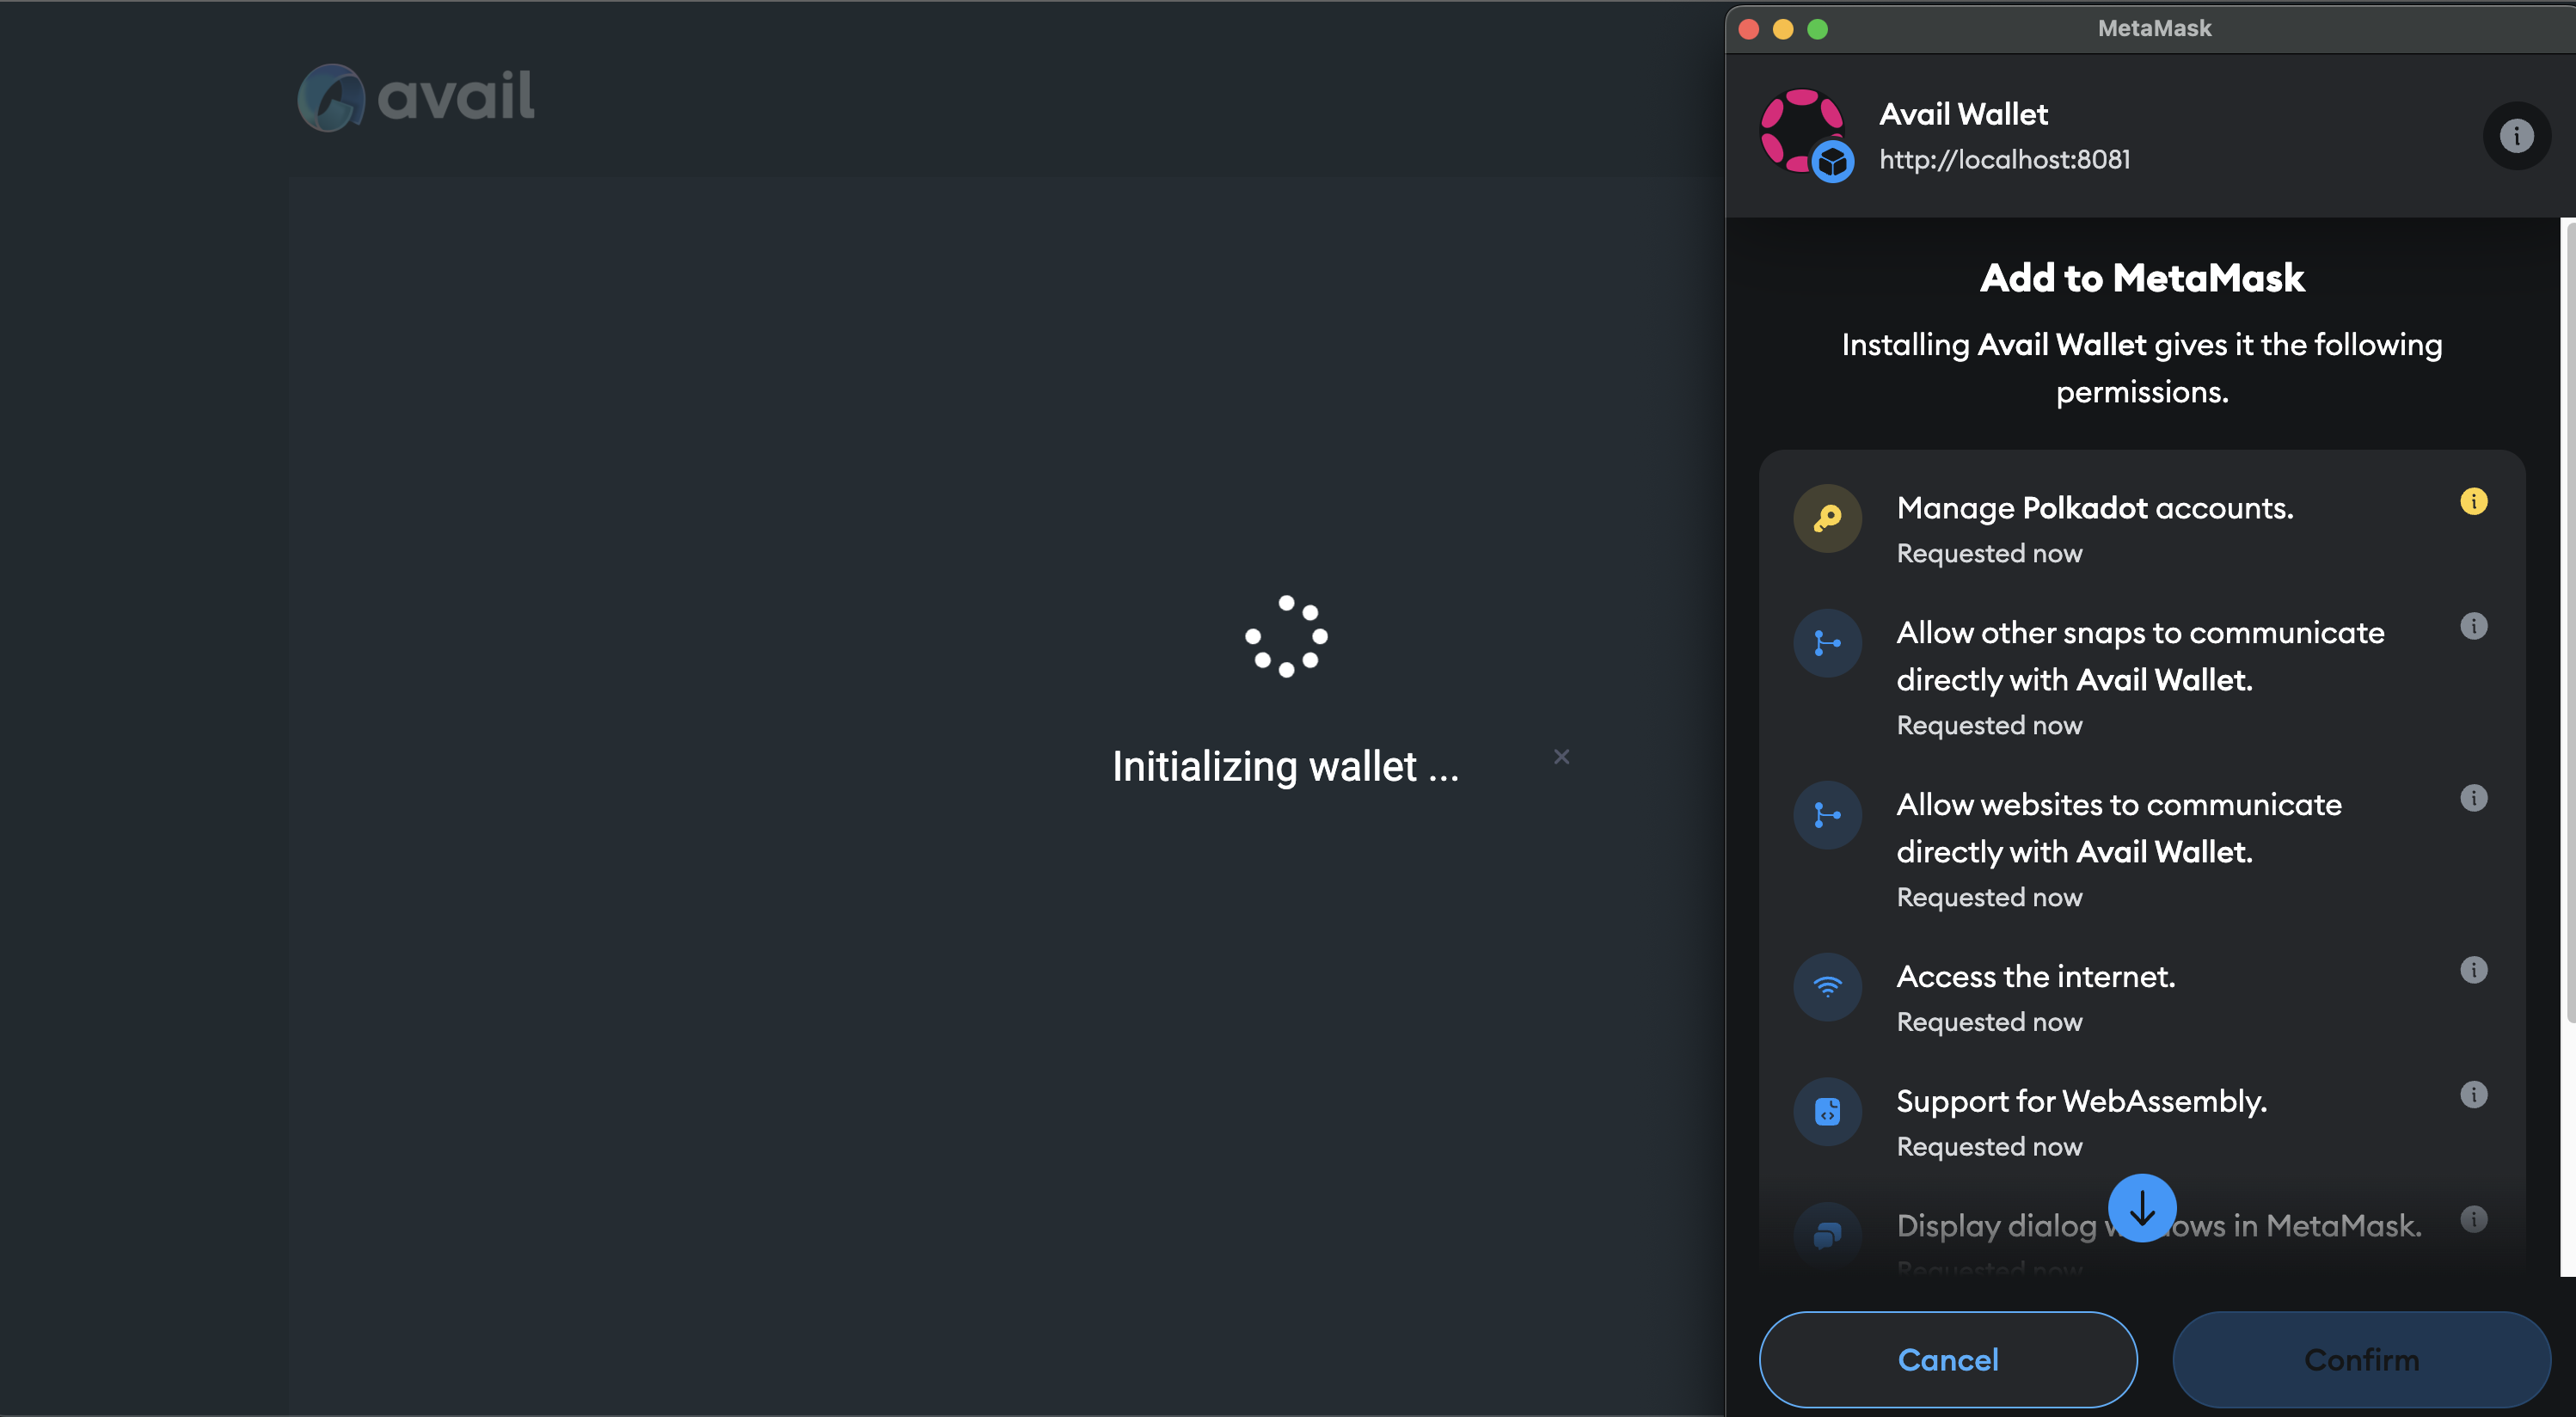 avail
Initializing wallet ...
MetaMask
Avail Wallet
http://localhost:8081
Add to MetaMask
Installing Avail Wallet gives it the following
permissions.
Manage Polkadot accounts.
Requested now
Allow other snaps to communicate
directly with Avail Wallet.
Requested now
Allow websites to communicate
directly with Avail Wallet.
Requested now
Access the internet.
Requested now
Support for WebAssembly.
Requested now
Display dialog in MetaMask.
Requested now
Cancel
Confirm